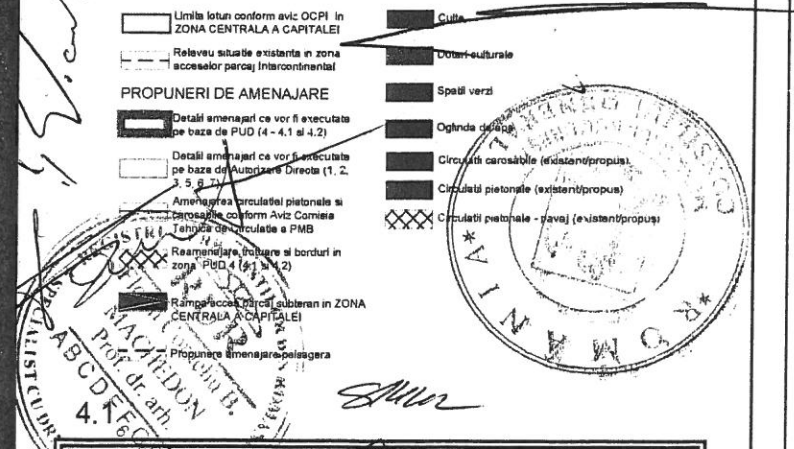 Limita loturi conform aviz OCPI in
ZONA CENTRALA A CAPITALEI
Releveu situatie existenta in zona
acceselor parcaj Intercontinental
PROPUNERI DE AMENAJARE
Detalii amenajari ce vor fi executate
pe baza de PUD (4 - 4.1 si 4.2)
Detalii amenajari ce vor fi executate
pe baza de Autorizare Directa (1, 2,
3, 5, 6, 7)
Amenajarea circulatiei pietonale si
carosabile conform Aviz Comisia
Tehnica de Circulatie a PMB
Reamenajare trotuare si borduri in
zona PUD 4 (4.1 si 4.2)
Rampa acces parcaj subteran in ZONA
CENTRALA A CAPITALEI
Propunere amenajare peisagera
Culte
Dotari culturale
Spatii verzi
Oglinda de apa
Circulatii carosabile (existent/propus)
Circulatii pietonale (existent/propus)
Circulatii pietonale - pavaj (existent/propus)
4.1
MACHEDON
Prof. dr. arh.
A B C D E F
SPECIALIST CU DR
*ROMANIA*